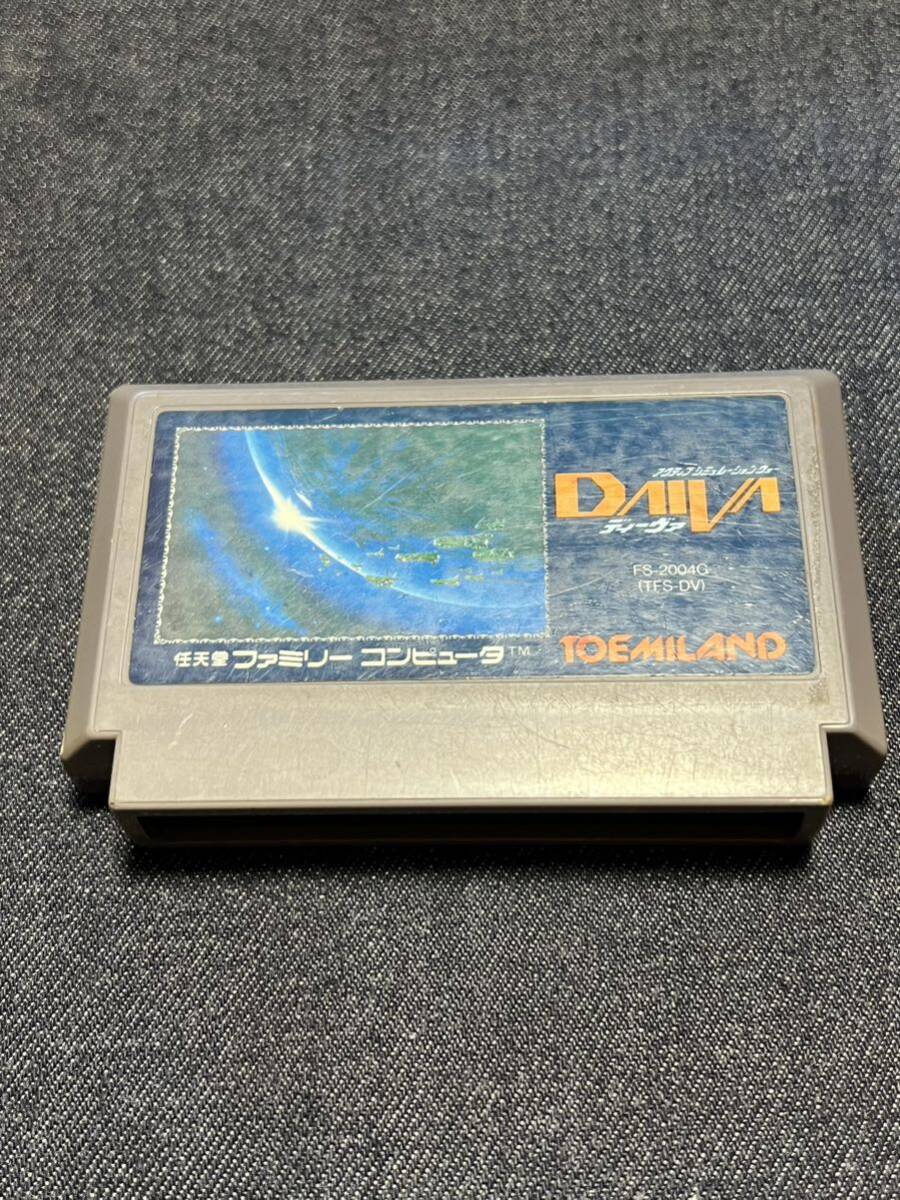 アクティブ シミュレーション ウォー
DAIVA
ディーヴァ
FS-2004G
(TFS-DV)
TOEMILAND
任天堂 ファミリー コンピュータ™